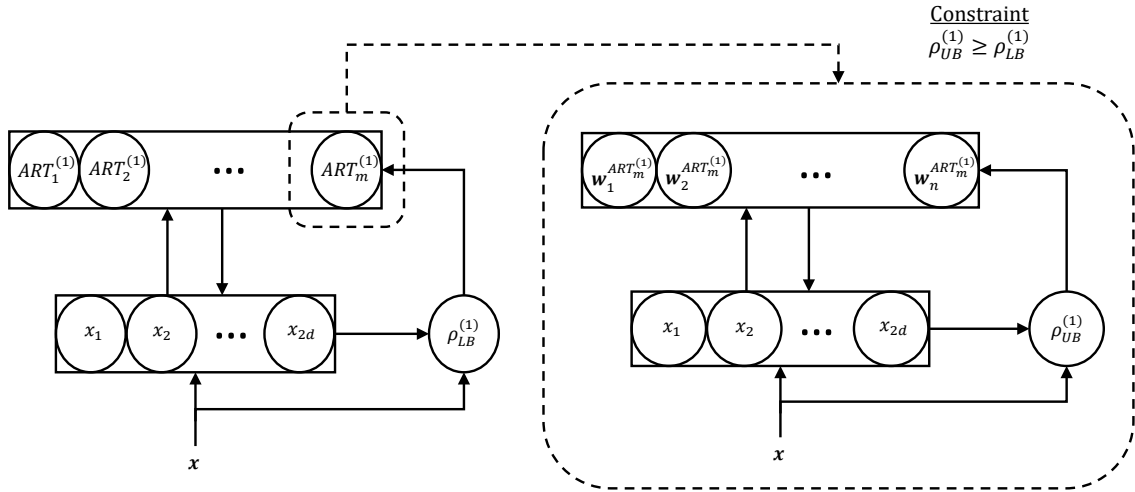 Constraint
ρ_UB^(1) ≥ ρ_LB^(1)
ART_1^(1) ART_2^(1) ... ART_m^(1)
w_1^{ART_m^(1)} w_2^{ART_m^(1)} ... w_n^{ART_m^(1)}
x_1 x_2 ... x_2d ρ_LB^(1)
x_1 x_2 ... x_2d ρ_UB^(1)
x
x